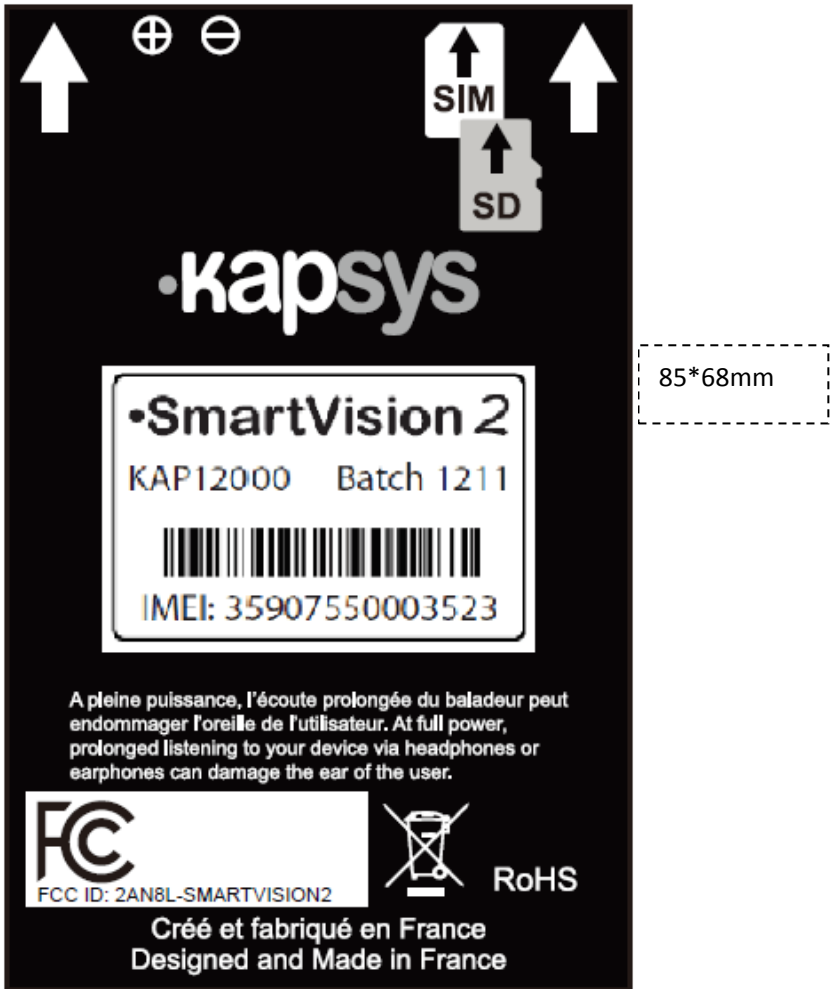 SIM
SD
kapsys
85*68mm
•SmartVision 2
KAP12000 Batch 1211
IMEI: 35907550003523
A pleine puissance, l'écoute prolongée du baladeur peut
endommager l'oreille de l'utilisateur. At full power,
prolonged listening to your device via headphones or
earphones can damage the ear of the user.
FC
FCC ID: 2AN8L-SMARTVISION2
RoHS
Créé et fabriqué en France
Designed and Made in France